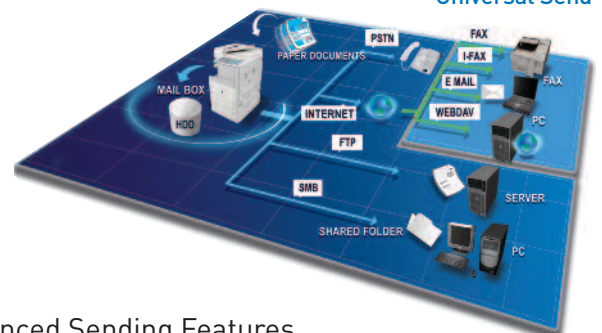 Universal Send
PSTN
FAX
PAPER DOCUMENTS
I-FAX
FAX
MAIL BOX
E MAIL
HDD
INTERNET
WEBDAV
PC
FTP
SMB
SERVER
SHARED FOLDER
PC
nced Sending Features